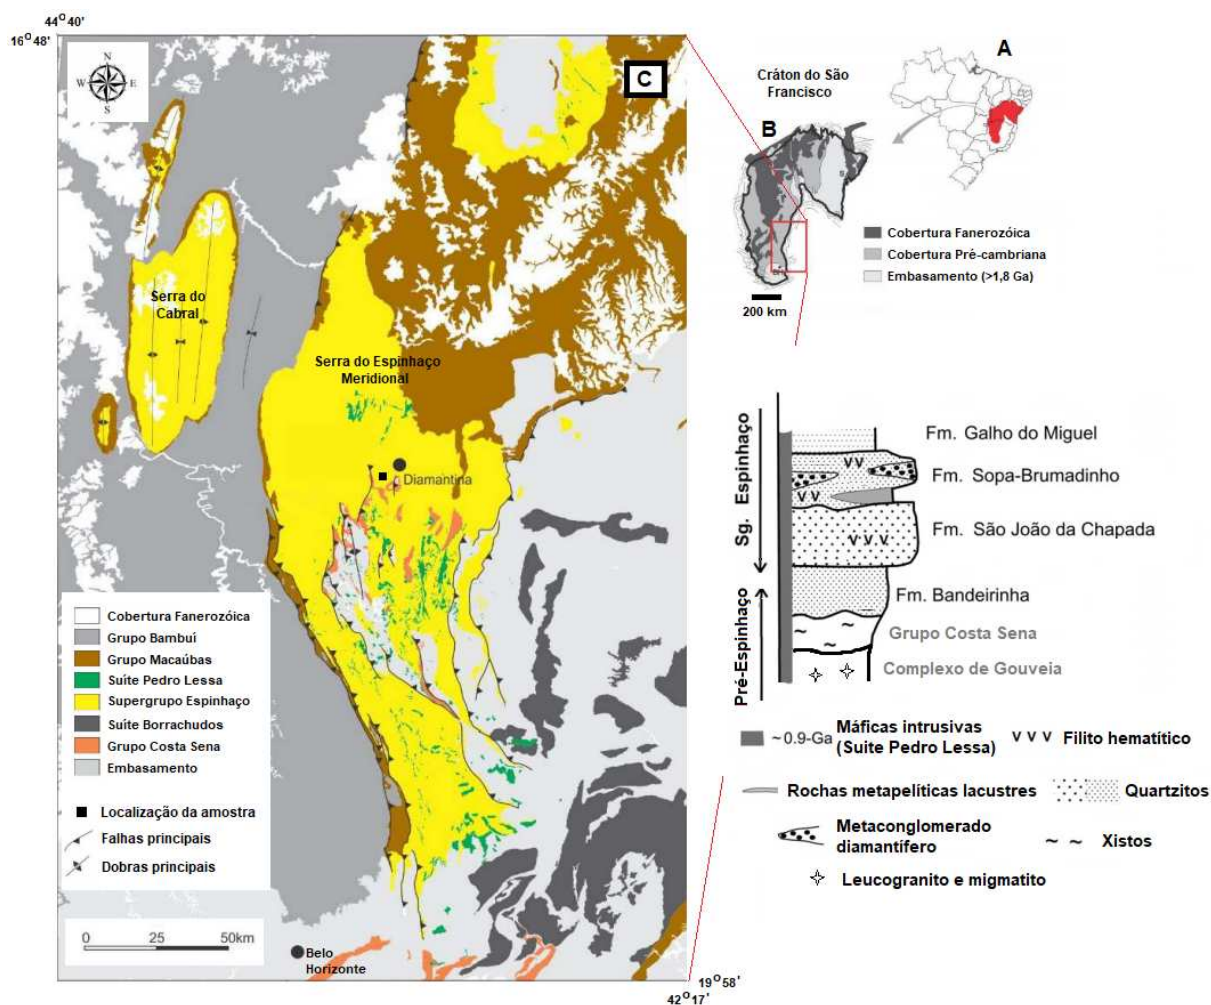 44°40'
16°48'
N
W
E
S
C
A
Cráton do São
Francisco
B
Cobertura Fanerozóica
Cobertura Pré-cambriana
Embasamento (>1,8 Ga)
200 km
Serra do
Cabral
Serra do Espinhaço
Meridional
Diamantina
Cobertura Fanerozóica
Grupo Bambuí
Grupo Macaúbas
Suíte Pedro Lessa
Supergrupo Espinhaço
Suíte Borrachudos
Grupo Costa Sena
Embasamento
Localização da amostra
Falhas principais
Dobras principais
0 25 50km
Belo
Horizonte
19°58'
42°17'
Sg. Espinhaço
Pré-Espinhaço
Fm. Galho do Miguel
Fm. Sopa-Brumadinho
Fm. São João da Chapada
Fm. Bandeirinha
Grupo Costa Sena
Complexo de Gouveia
~0.9-Ga Máficas intrusivas
(Suite Pedro Lessa)
V V V Filito hematítico
Rochas metapelíticas lacustres
Quartzitos
Metaconglomerado
diamantífero
Xistos
Leucogranito e migmatito